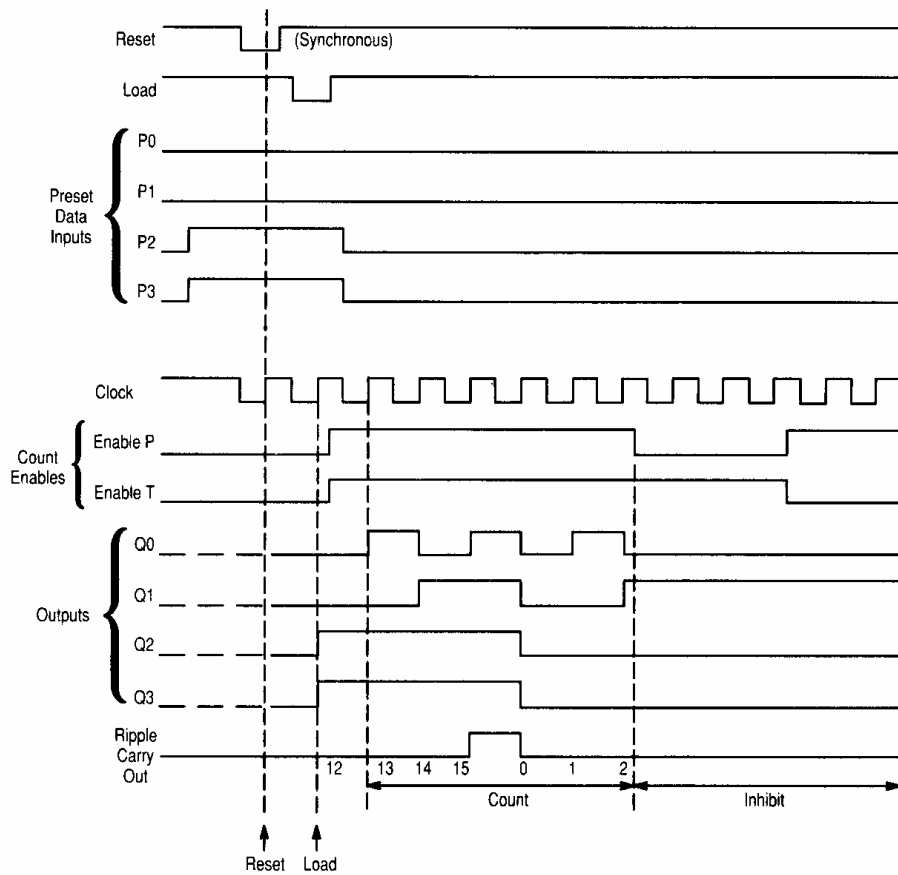 Reset
(Synchronous)
Load
Preset
Data
Inputs
P0
P1
P2
P3
Clock
Count
Enables
Enable P
Enable T
Outputs
Q0
Q1
Q2
Q3
Ripple
Carry
Out
12
13
14
15
0
1
2
Count
Inhibit
Reset
Load